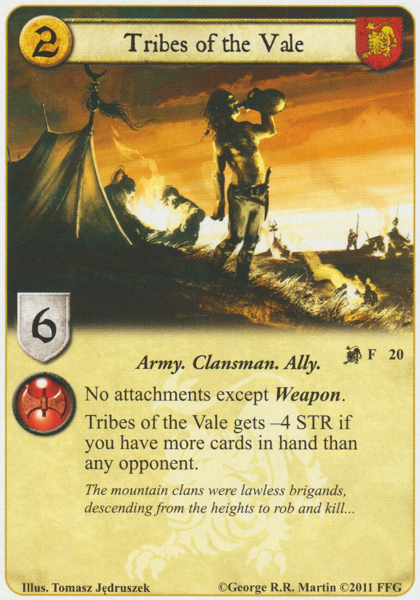 2
Tribes of the Vale
6
Army. Clansman. Ally.
F 20
No attachments except Weapon.
Tribes of the Vale gets –4 STR if
you have more cards in hand than
any opponent.
The mountain clans were lawless brigands,
descending from the heights to rob and kill...
Illus. Tomasz Jędruszek
©George R.R. Martin ©2011 FFG